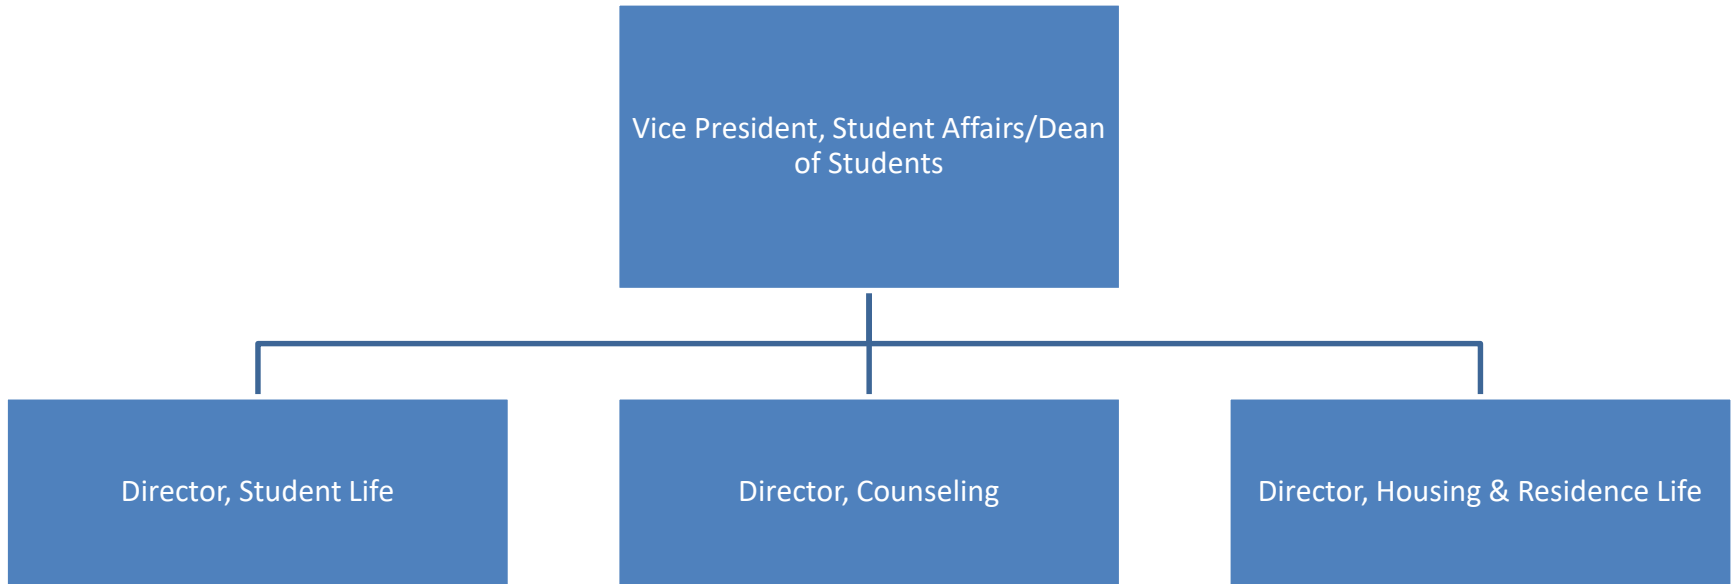 Vice President, Student Affairs/Dean
of Students
Director, Student Life
Director, Counseling
Director, Housing & Residence Life